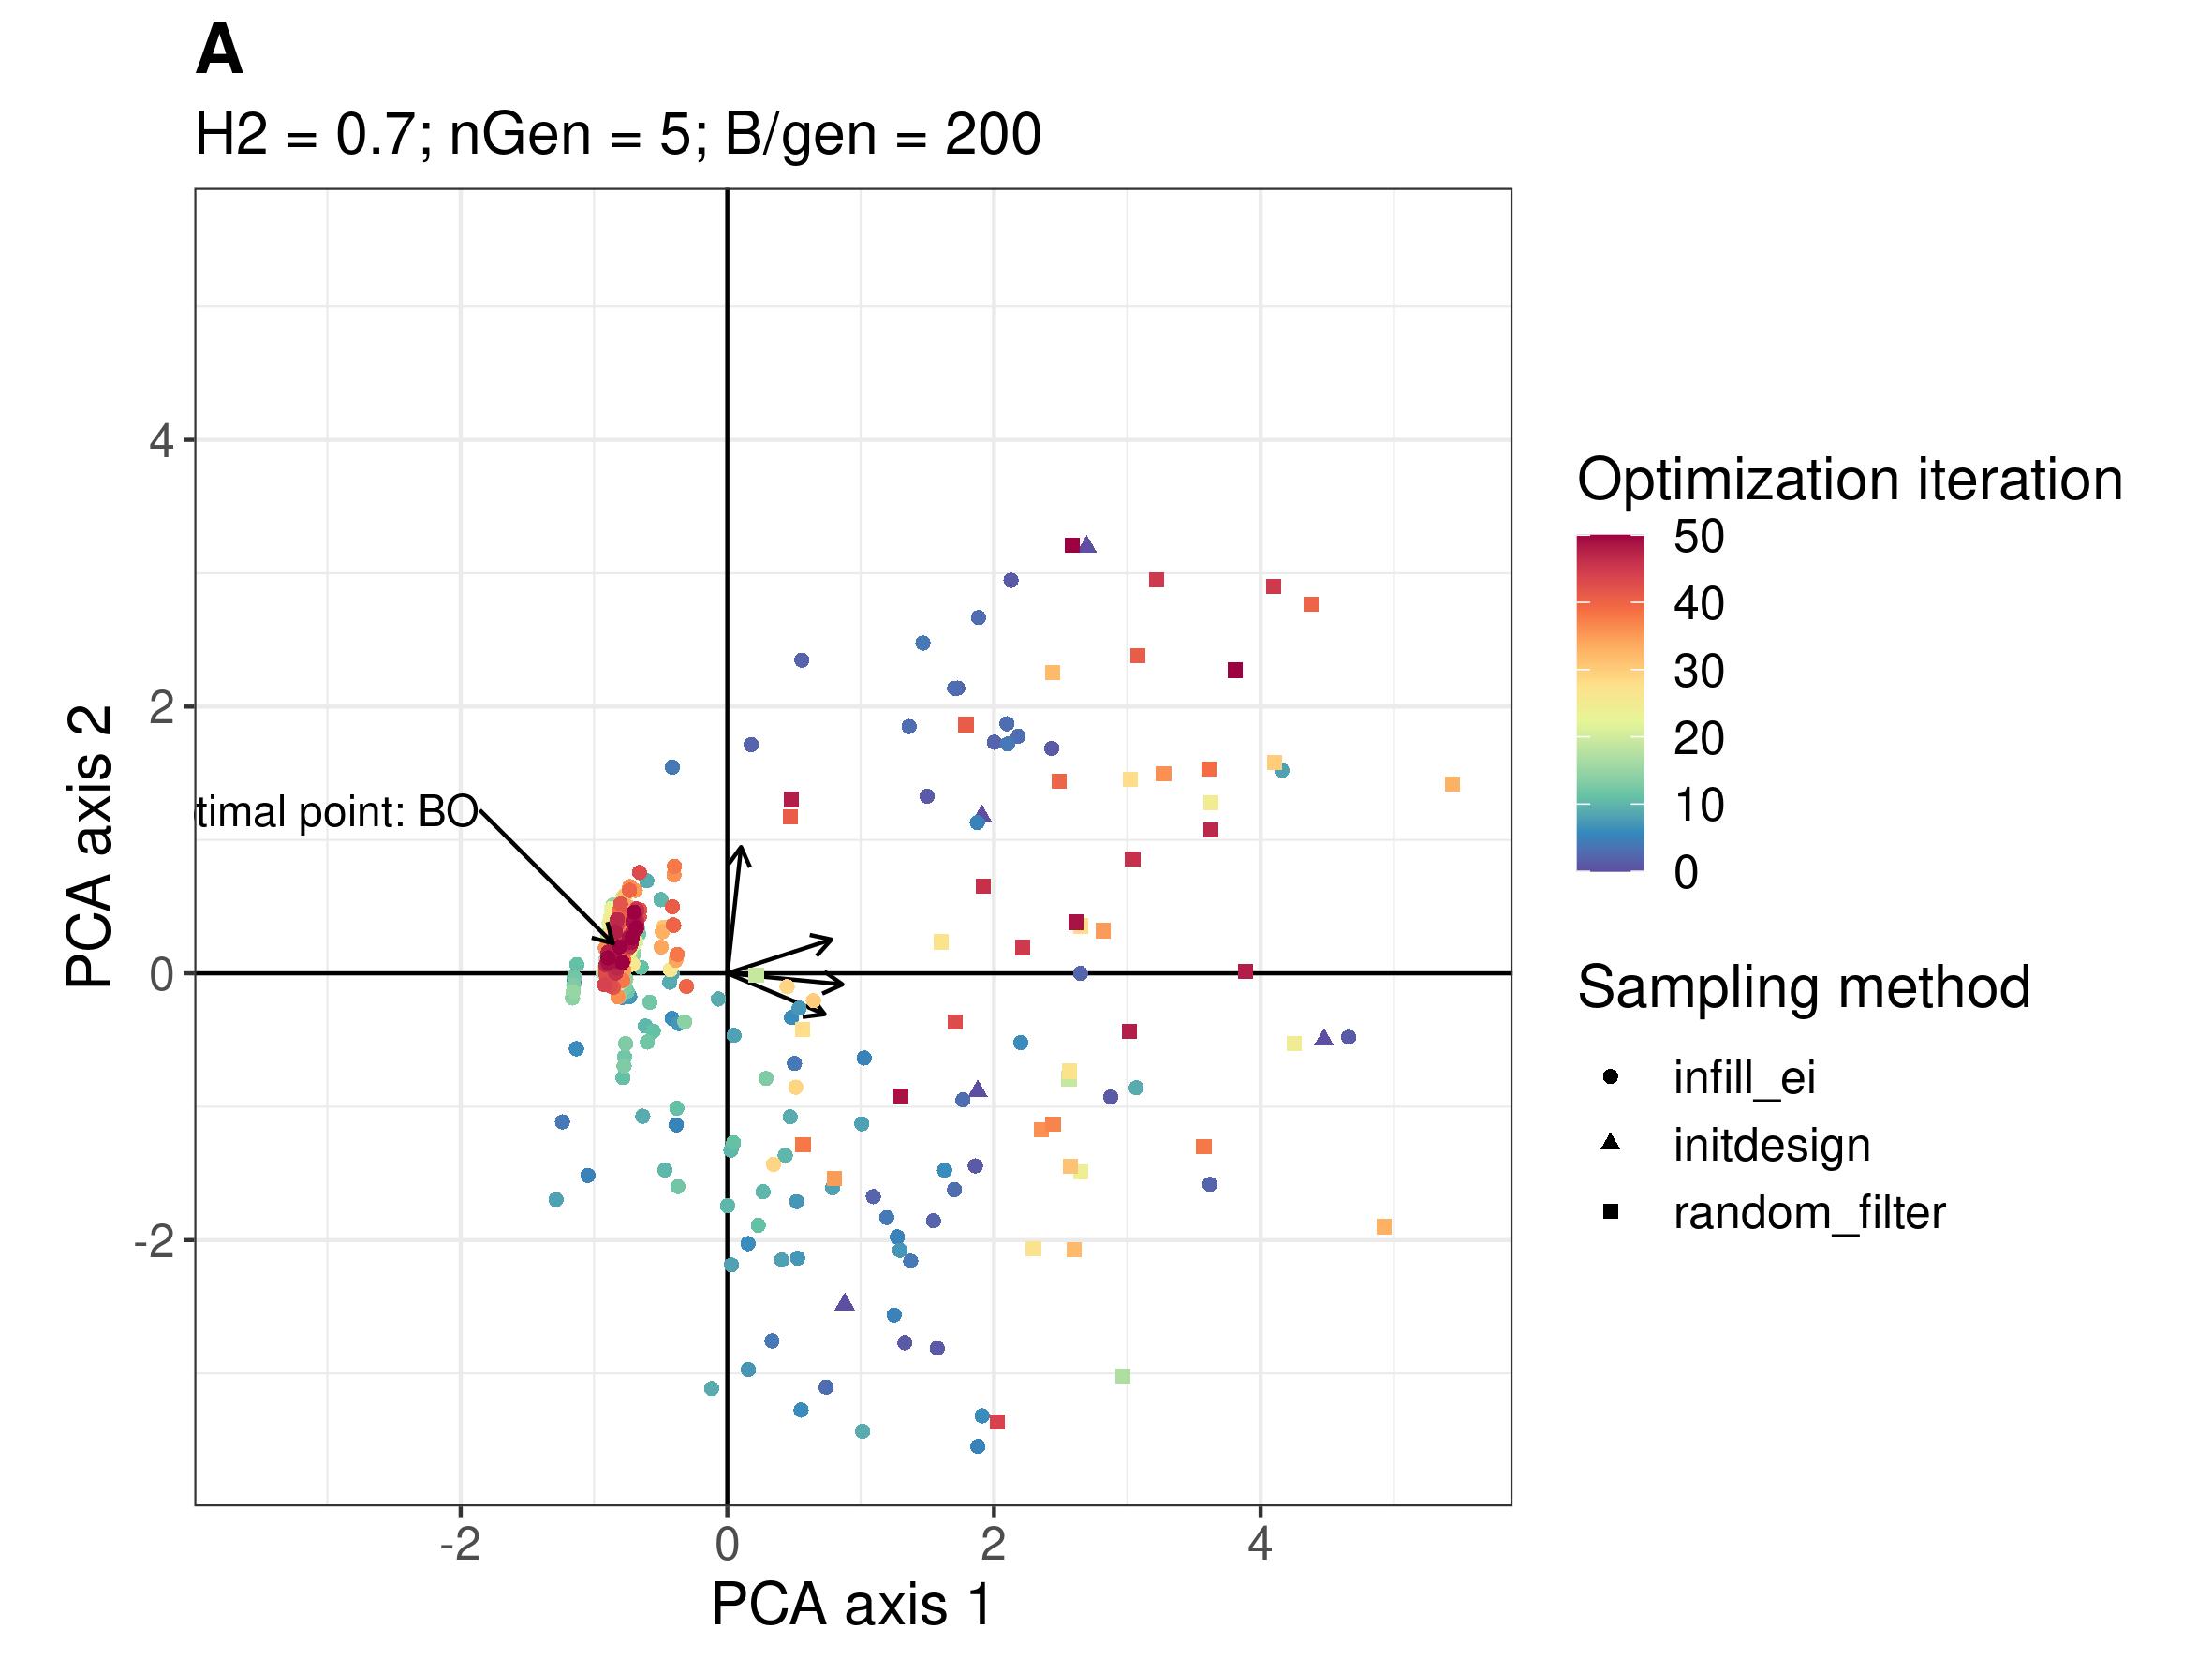 A
H2 = 0.7; nGen = 5; B/gen = 200
PCA axis 2
4
2
0
-2
timal point: BO
-2
0
2
4
PCA axis 1
Optimization iteration
50
40
30
20
10
0
Sampling method
infill_ei
initdesign
random_filter